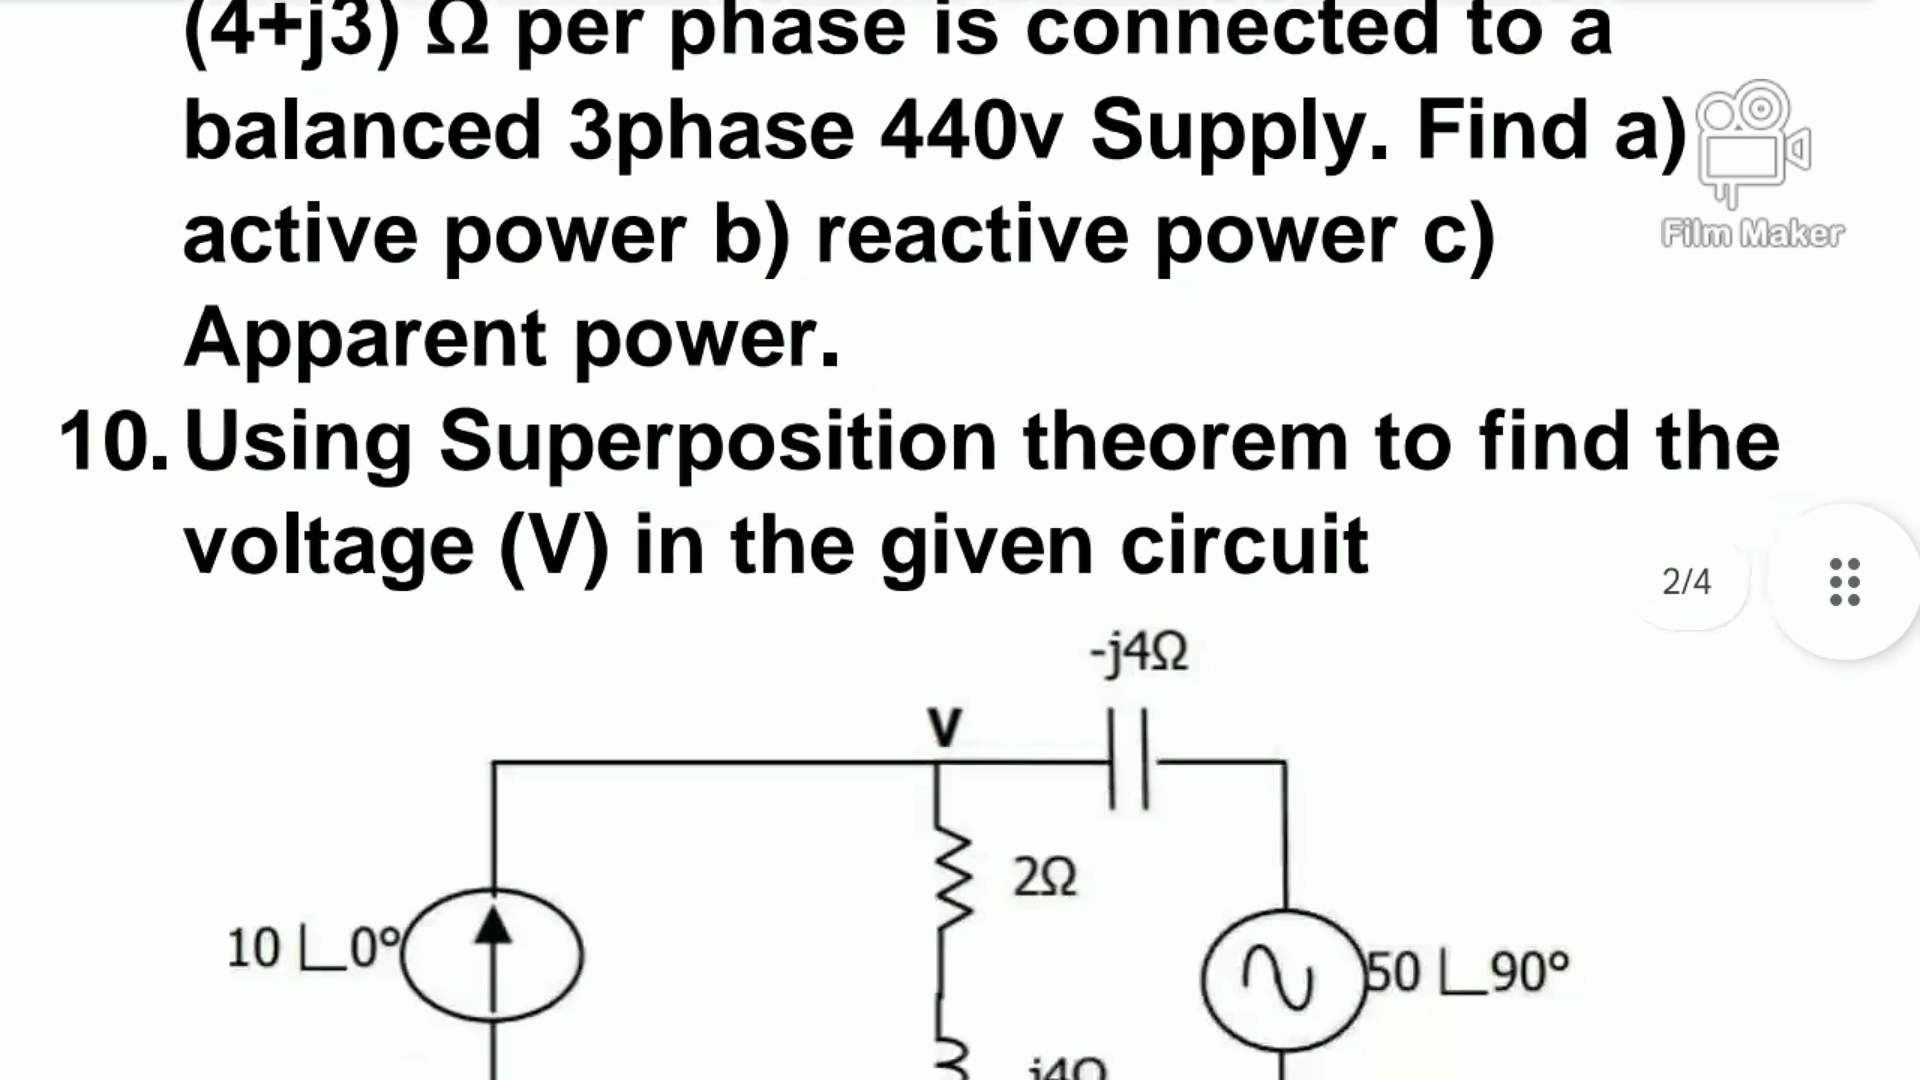 (4+j3) Ω per phase is connected to a
balanced 3phase 440v Supply. Find a)
active power b) reactive power c)
Apparent power.
Film Maker
10. Using Superposition theorem to find the
voltage (V) in the given circuit
2/4
-j4Ω
V
2Ω
10 ∟0°
50 ∟90°
j4Ω